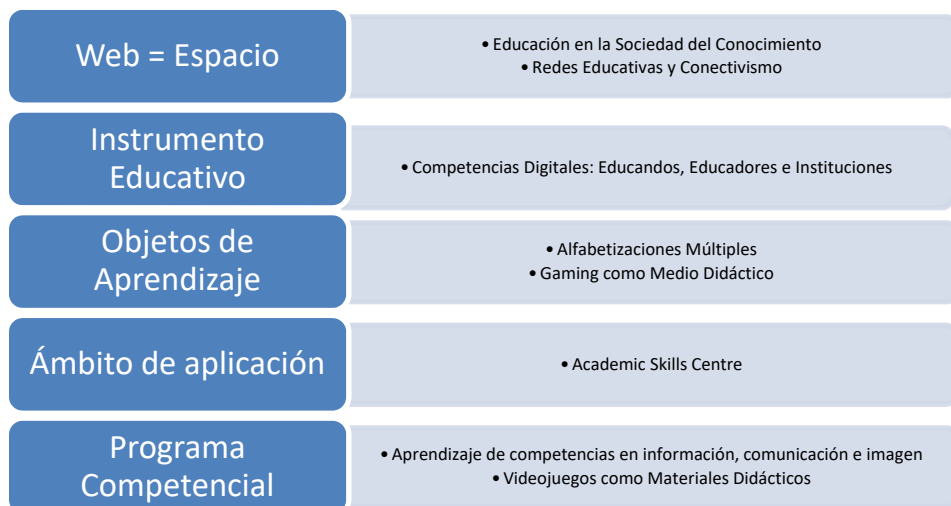 Web = Espacio
• Educación en la Sociedad del Conocimiento
• Redes Educativas y Conectivismo
Instrumento
Educativo
• Competencias Digitales: Educandos, Educadores e Instituciones
Objetos de
Aprendizaje
• Alfabetizaciones Múltiples
• Gaming como Medio Didáctico
Ámbito de aplicación
• Academic Skills Centre
Programa
Competencial
• Aprendizaje de competencias en información, comunicación e imagen
• Videojuegos como Materiales Didácticos